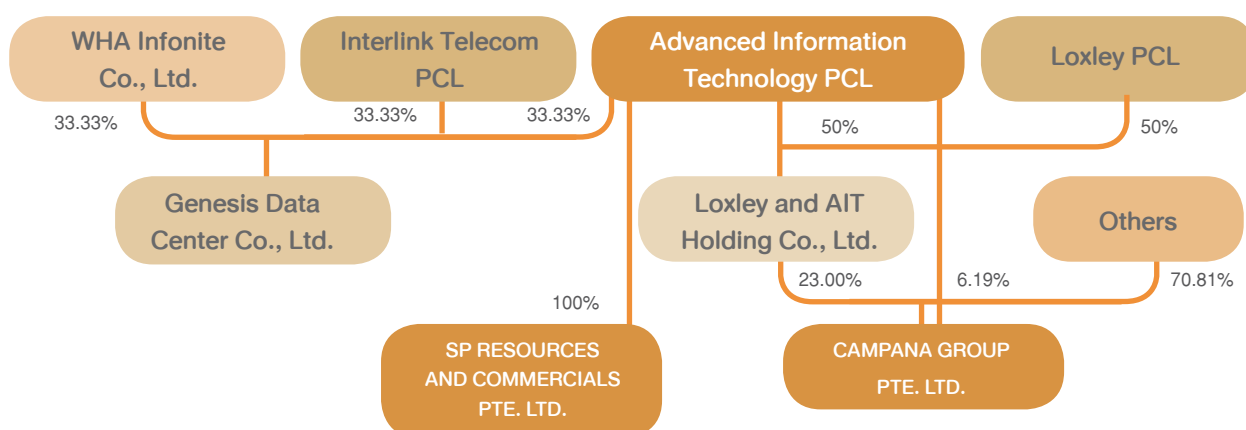 WHA Infonite
Co., Ltd.
Interlink Telecom
PCL
Advanced Information
Technology PCL
Loxley PCL
33.33%
33.33%
33.33%
50%
50%
Genesis Data
Center Co., Ltd.
Loxley and AIT
Holding Co., Ltd.
Others
100%
23.00%
6.19%
70.81%
SP RESOURCES
AND COMMERCIALS
PTE. LTD.
CAMPANA GROUP
PTE. LTD.